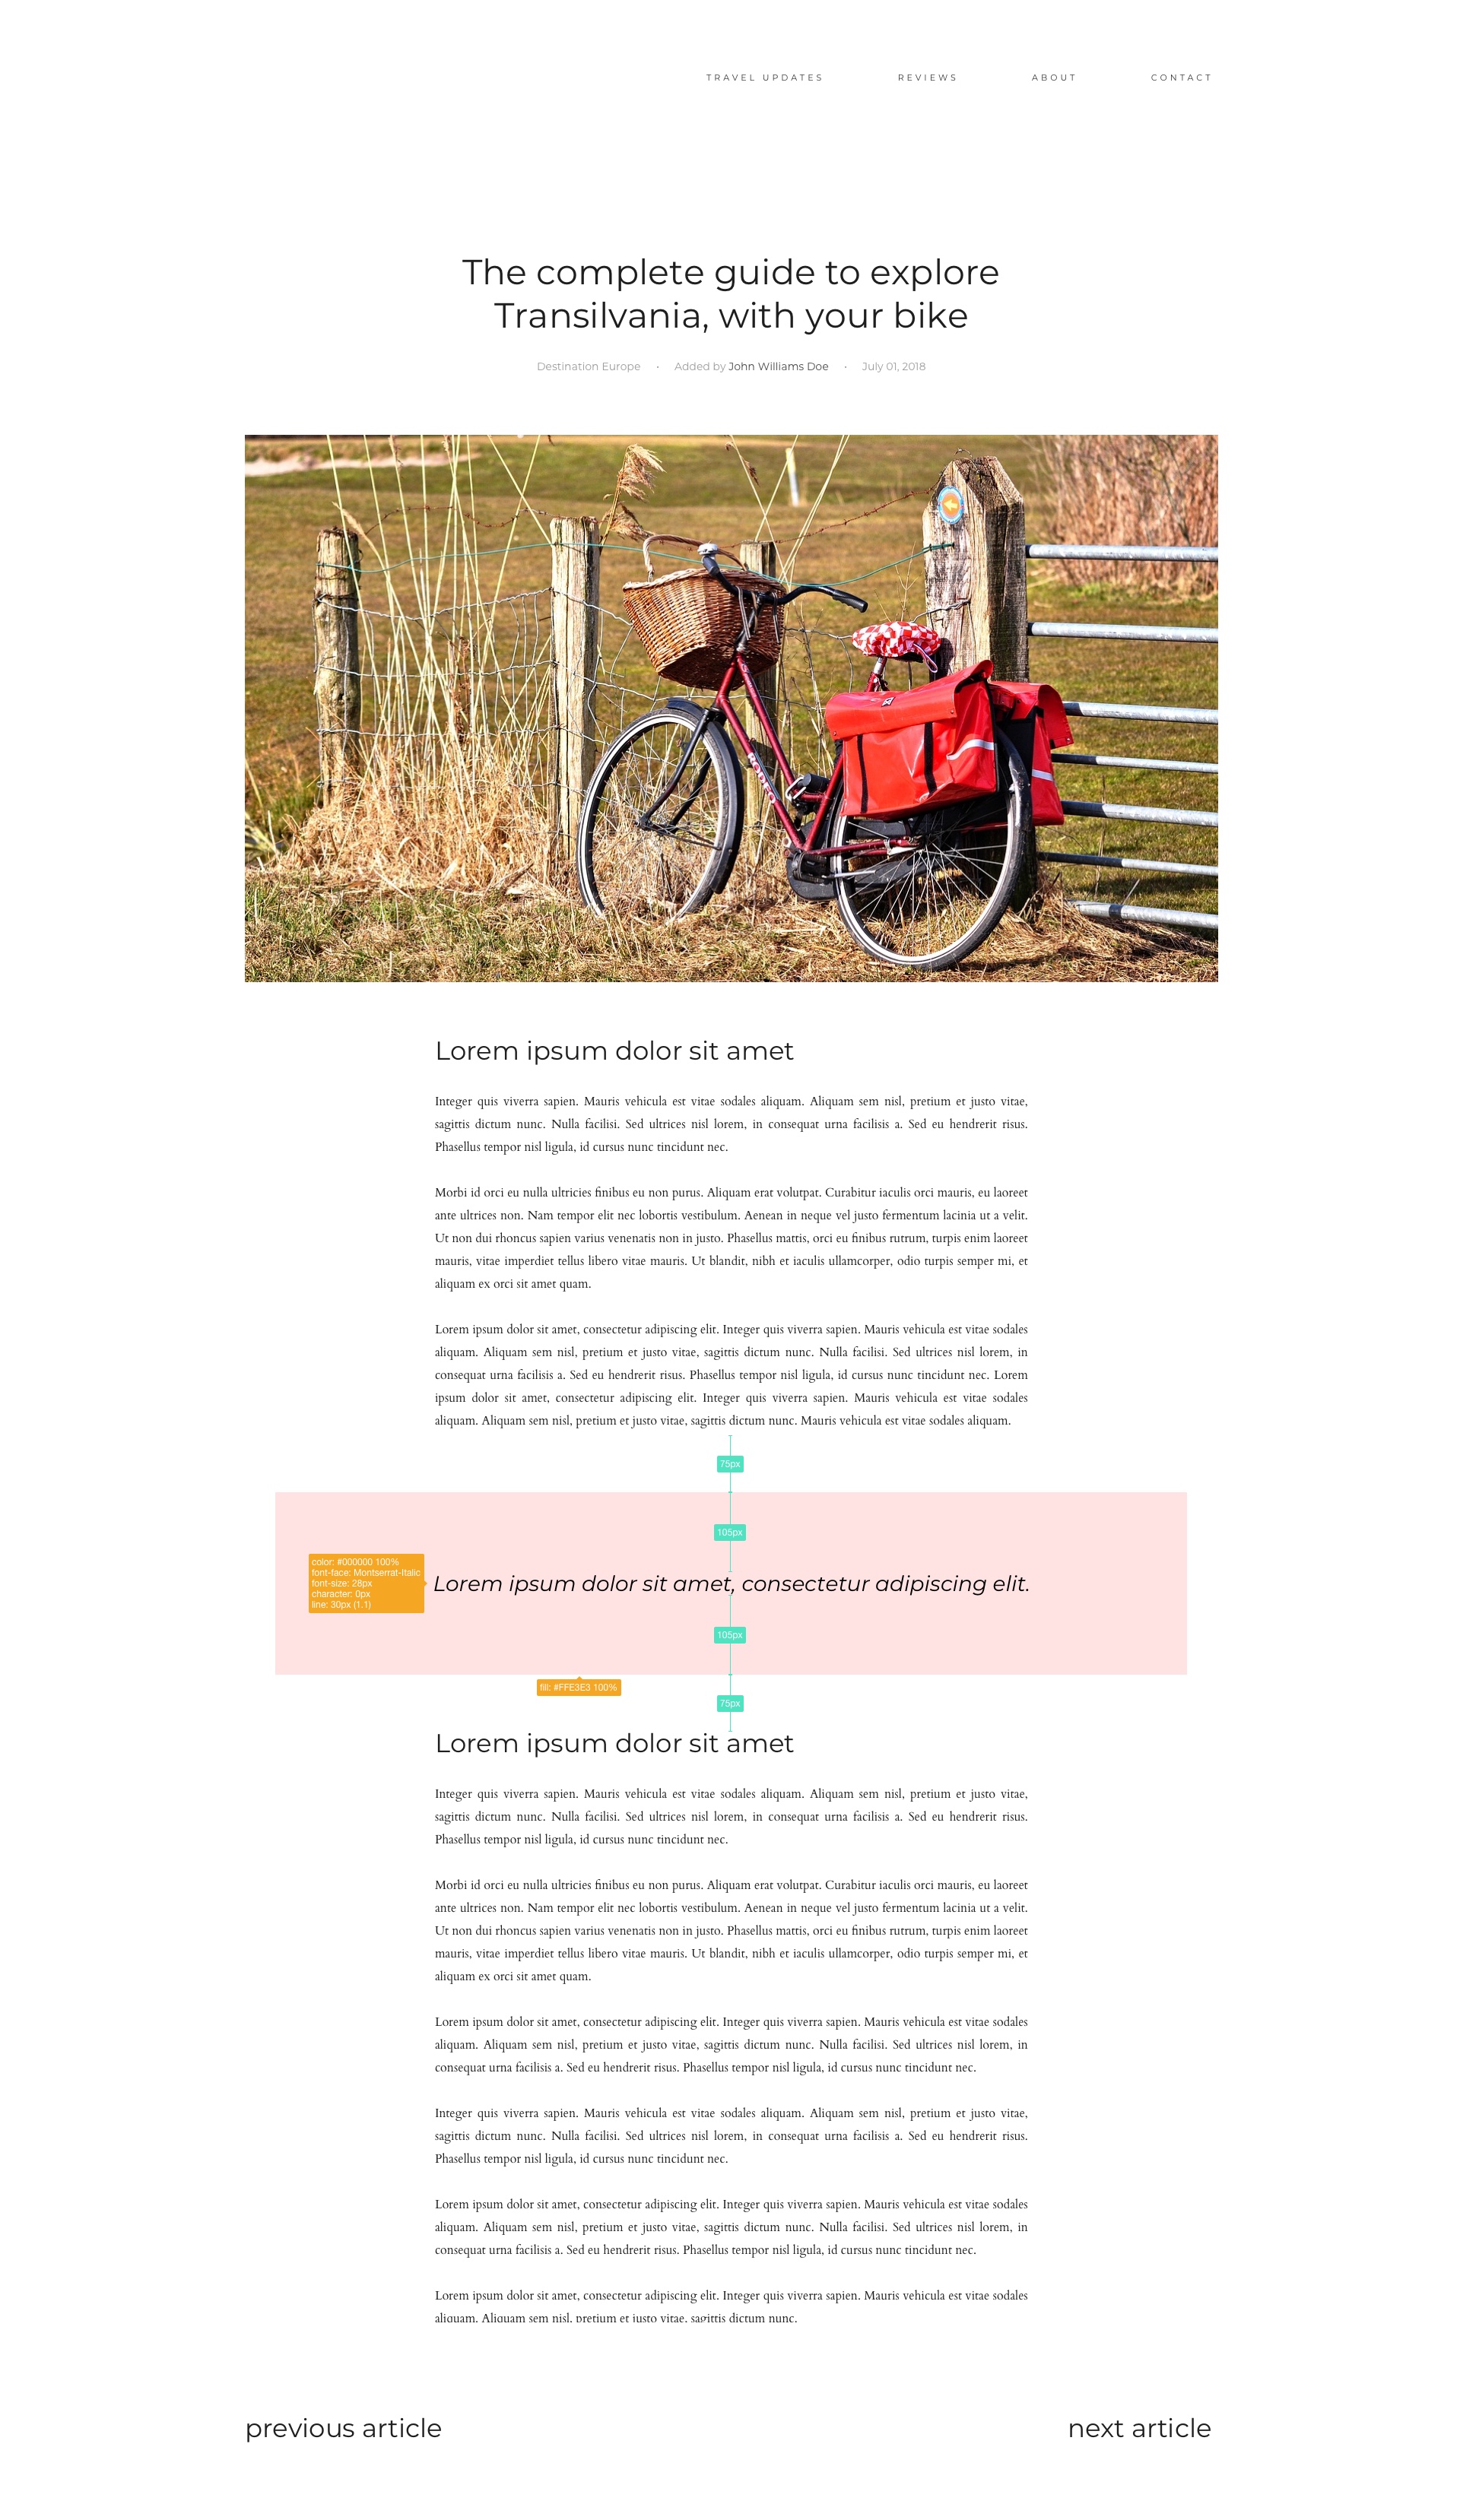 TRAVEL UPDATES REVIEWS ABOUT CONTACT
The complete guide to explore
Transilvania, with your bike
Destination Europe • Added by John Williams Doe • July 01, 2018
Lorem ipsum dolor sit amet
Integer quis viverra sapien. Mauris vehicula est vitae sodales aliquam. Aliquam sem nisl, pretium et justo vitae,
sagittis dictum nunc. Nulla facilisi. Sed ultrices nisl lorem, in consequat urna facilisis a. Sed eu hendrerit risus.
Phasellus tempor nisl ligula, id cursus nunc tincidunt nec.
Morbi id orci eu nulla ultricies finibus eu non purus. Aliquam erat volutpat. Curabitur iaculis orci mauris, eu laoreet
ante ultrices non. Nam tempor elit nec lobortis vestibulum. Aenean in neque vel justo fermentum lacinia ut a velit.
Ut non dui rhoncus sapien varius venenatis non in justo. Phasellus mattis, orci eu finibus rutrum, turpis enim laoreet
mauris, vitae imperdiet tellus libero vitae mauris. Ut blandit, nibh et iaculis ullamcorper, odio turpis semper mi, et
aliquam ex orci sit amet quam.
Lorem ipsum dolor sit amet, consectetur adipiscing elit. Integer quis viverra sapien. Mauris vehicula est vitae sodales
aliquam. Aliquam sem nisl, pretium et justo vitae, sagittis dictum nunc. Nulla facilisi. Sed ultrices nisl lorem, in
consequat urna facilisis a. Sed eu hendrerit risus. Phasellus tempor nisl ligula, id cursus nunc tincidunt nec. Lorem
ipsum dolor sit amet, consectetur adipiscing elit. Integer quis viverra sapien. Mauris vehicula est vitae sodales
aliquam. Aliquam sem nisl, pretium et justo vitae, sagittis dictum nunc. Mauris vehicula est vitae sodales aliquam.
75px
105px
color: #000000 100%
font-face: Montserrat-Italic
font-size: 28px
character: 0px
line: 30px (1.1)
Lorem ipsum dolor sit amet, consectetur adipiscing elit.
105px
fill: #FFE3E3 100%
75px
Lorem ipsum dolor sit amet
Integer quis viverra sapien. Mauris vehicula est vitae sodales aliquam. Aliquam sem nisl, pretium et justo vitae,
sagittis dictum nunc. Nulla facilisi. Sed ultrices nisl lorem, in consequat urna facilisis a. Sed eu hendrerit risus.
Phasellus tempor nisl ligula, id cursus nunc tincidunt nec.
Morbi id orci eu nulla ultricies finibus eu non purus. Aliquam erat volutpat. Curabitur iaculis orci mauris, eu laoreet
ante ultrices non. Nam tempor elit nec lobortis vestibulum. Aenean in neque vel justo fermentum lacinia ut a velit.
Ut non dui rhoncus sapien varius venenatis non in justo. Phasellus mattis, orci eu finibus rutrum, turpis enim laoreet
mauris, vitae imperdiet tellus libero vitae mauris. Ut blandit, nibh et iaculis ullamcorper, odio turpis semper mi, et
aliquam ex orci sit amet quam.
Lorem ipsum dolor sit amet, consectetur adipiscing elit. Integer quis viverra sapien. Mauris vehicula est vitae sodales
aliquam. Aliquam sem nisl, pretium et justo vitae, sagittis dictum nunc. Nulla facilisi. Sed ultrices nisl lorem, in
consequat urna facilisis a. Sed eu hendrerit risus. Phasellus tempor nisl ligula, id cursus nunc tincidunt nec.
Integer quis viverra sapien. Mauris vehicula est vitae sodales aliquam. Aliquam sem nisl, pretium et justo vitae,
sagittis dictum nunc. Nulla facilisi. Sed ultrices nisl lorem, in consequat urna facilisis a. Sed eu hendrerit risus.
Phasellus tempor nisl ligula, id cursus nunc tincidunt nec.
Lorem ipsum dolor sit amet, consectetur adipiscing elit. Integer quis viverra sapien. Mauris vehicula est vitae sodales
aliquam. Aliquam sem nisl, pretium et justo vitae, sagittis dictum nunc. Nulla facilisi. Sed ultrices nisl lorem, in
consequat urna facilisis a. Sed eu hendrerit risus. Phasellus tempor nisl ligula, id cursus nunc tincidunt nec.
Lorem ipsum dolor sit amet, consectetur adipiscing elit. Integer quis viverra sapien. Mauris vehicula est vitae sodales
aliquam. Aliquam sem nisl, pretium et justo vitae, sagittis dictum nunc.
previous article next article